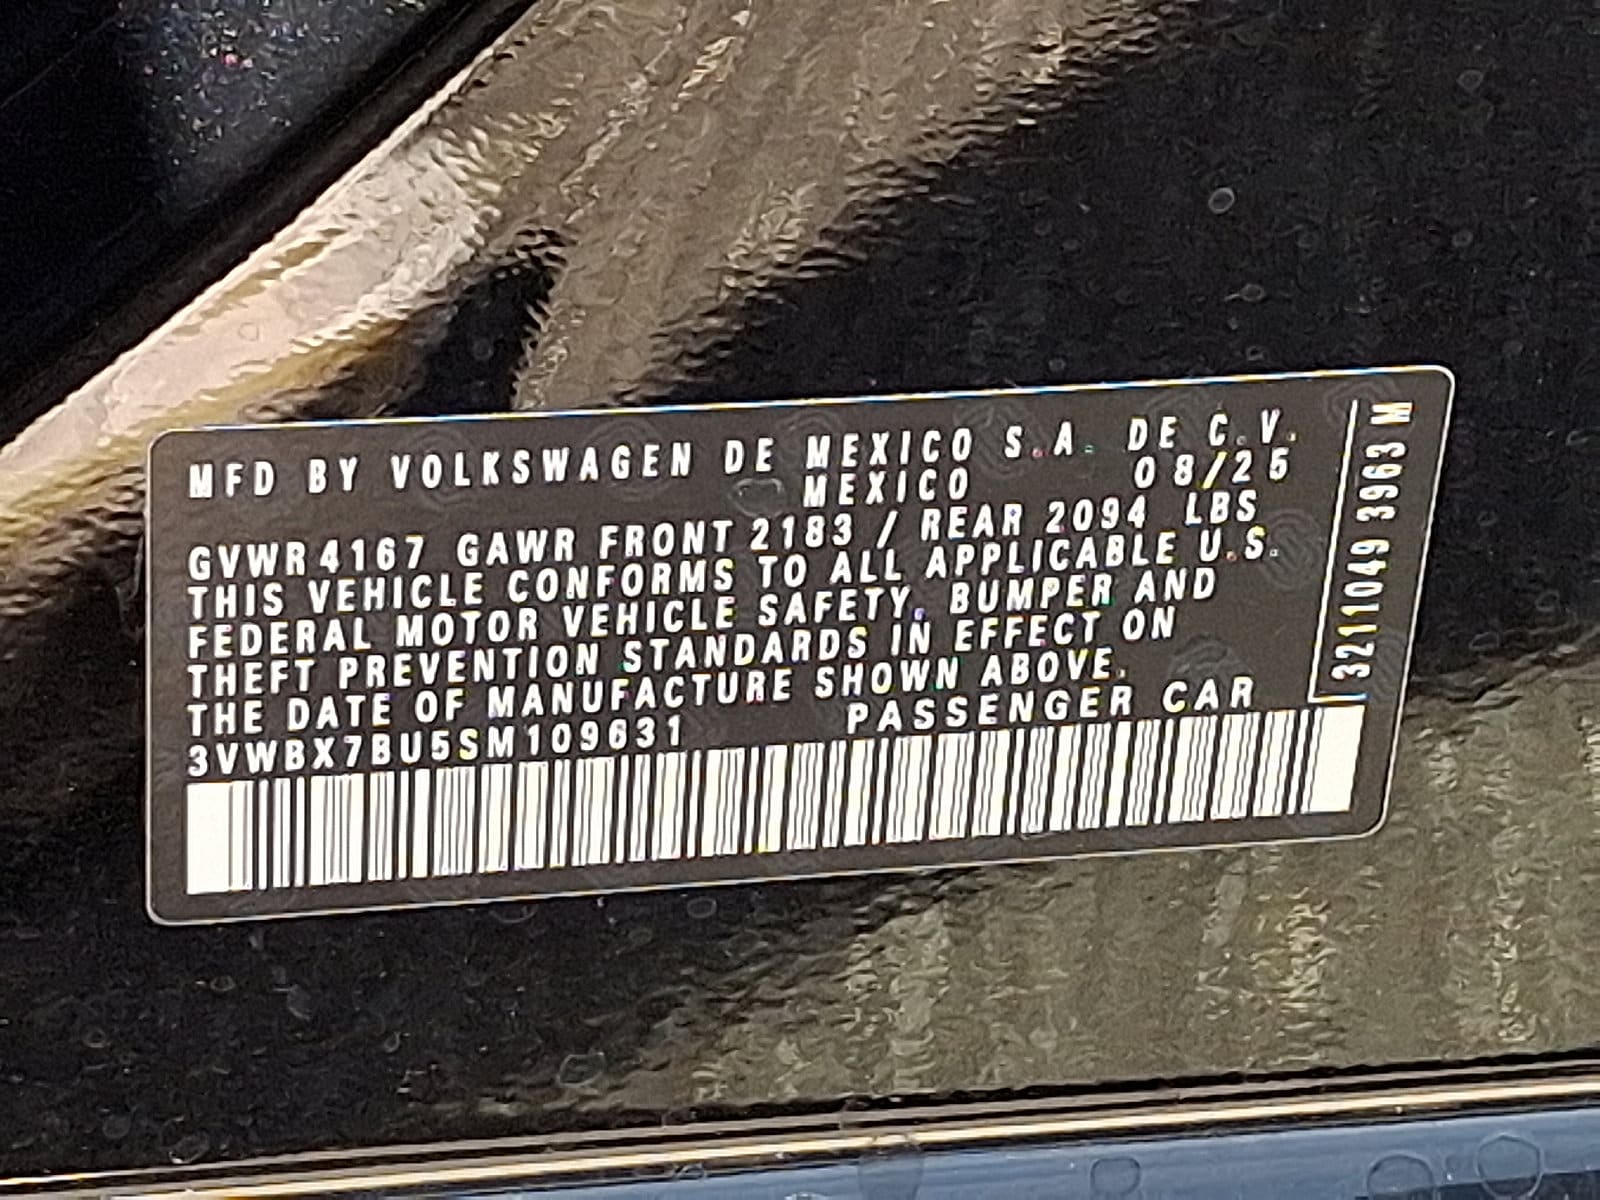 MFD BY VOLKSWAGEN DE MEXICO S.A. DE C.V.
MEXICO 08/25
GVWR 4167 GAWR FRONT 2183 / REAR 2094 LBS
THIS VEHICLE CONFORMS TO ALL APPLICABLE U.S.
FEDERAL MOTOR VEHICLE SAFETY, BUMPER AND
THEFT PREVENTION STANDARDS IN EFFECT ON
THE DATE OF MANUFACTURE SHOWN ABOVE.
3VWBX7BU5SM109631 PASSENGER CAR
3211049 3963 M